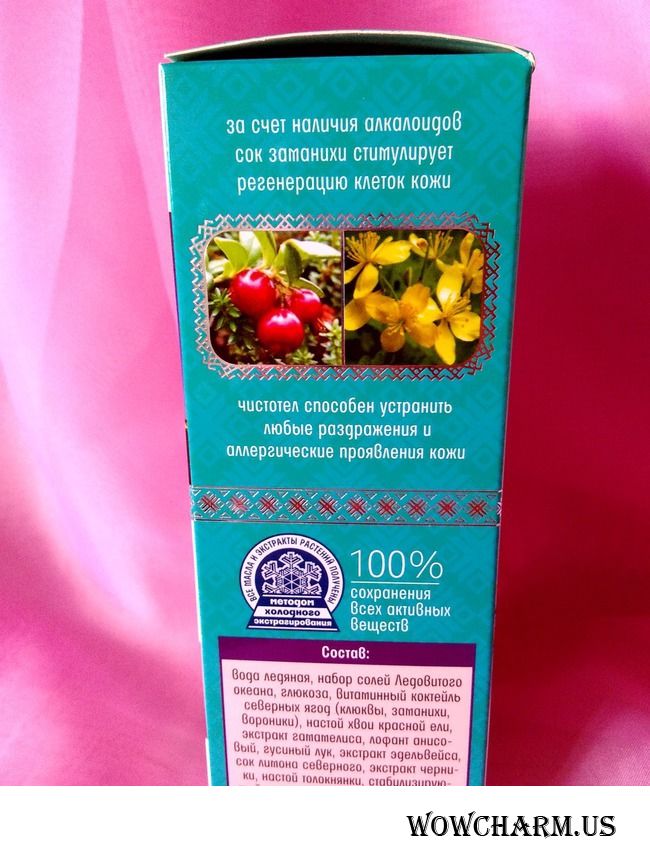 за счет наличия алкалоидов
сок заманихи стимулирует
регенерацию клеток кожи
чистотел способен устранить
любые раздражения и
аллергические проявления кожи
ВСЕ МАСЛА И ЭКСТРАКТЫ РАСТЕНИЙ ПОЛУЧЕНЫ
методом
холодного
экстрагирования
100%
сохранения
всех активных
веществ
Состав:
вода ледяная, набор солей Ледовитого
океана, глюкоза, витаминный коктейль
северных ягод (клюквы, заманихи,
вороники), настой хвои красной ели,
экстракт гамамелиса, лофант анисо-
вый, гусиный лук, экстракт эдельвейса,
сок лимона северного, экстракт черни-
ки, настой толокнянки, стабилизирую-
WOWCHARM.US